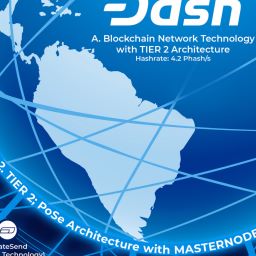 Dash
A. Blockchain Network Technology
with TIER 2 Architecture
Hashrate: 4.2 Phash/s
2. TIER 2: PoSe Architecture with MASTERNODE
ateSend
Technology)